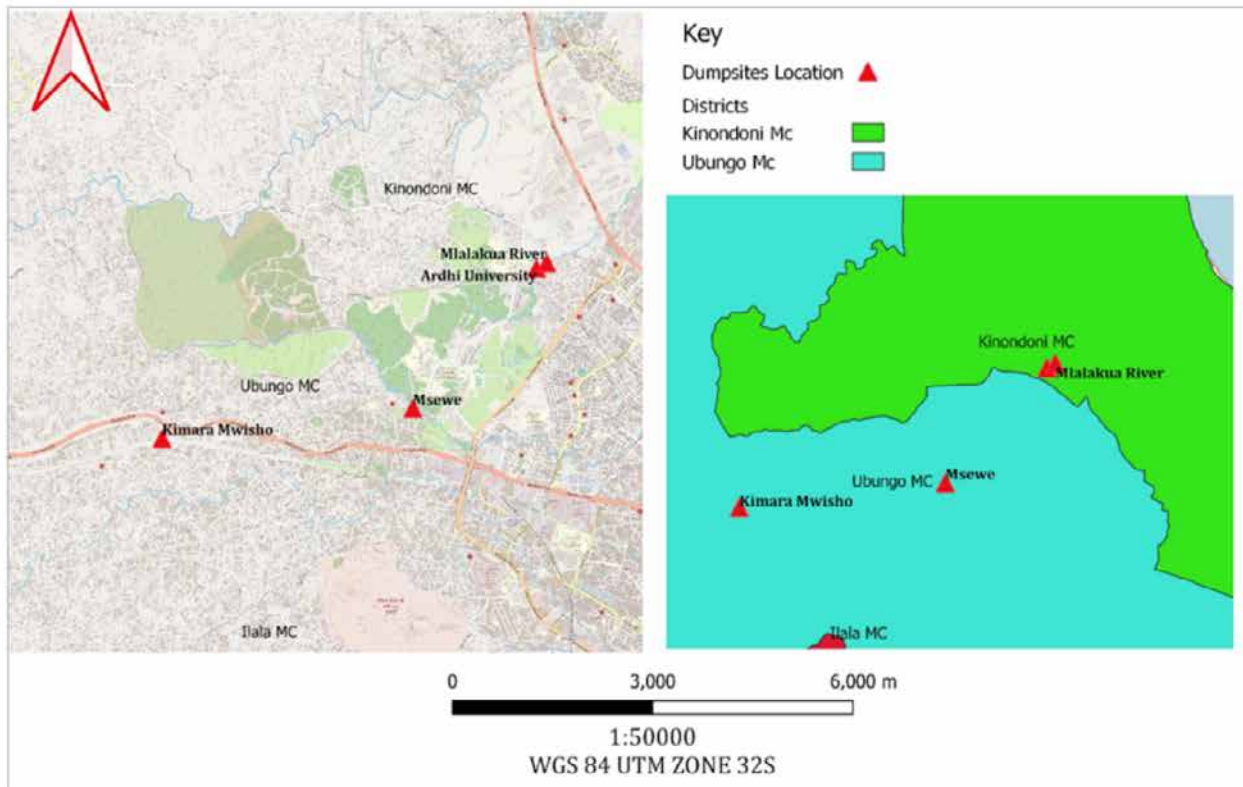 Key
Dumpsites Location
Districts
Kinondoni Mc
Ubungo Mc
Kinondoni MC
Mlalakua River
Ardhi University
Ubungo MC
Msewe
Kimara Mwisho
Ilala MC
Kinondoni MC
Mlalakua River
Ubungo MC
Msewe
Kimara Mwisho
Ilala MC
0 3,000 6,000 m
1:50000
WGS 84 UTM ZONE 32S